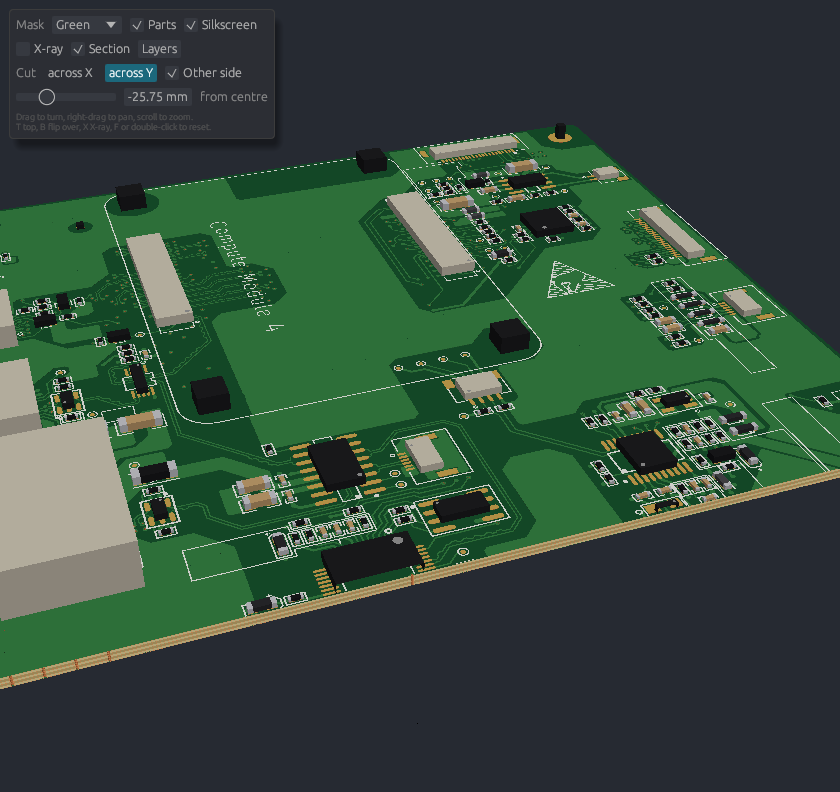 Mask Green Parts Silkscreen
X-ray Section Layers
Cut across X across Y Other side
-25.75 mm from centre
Drag to turn, right-drag to pan, scroll to zoom.
T top, B flip over, X X-ray, F or double-click to reset.
Compute Module 4